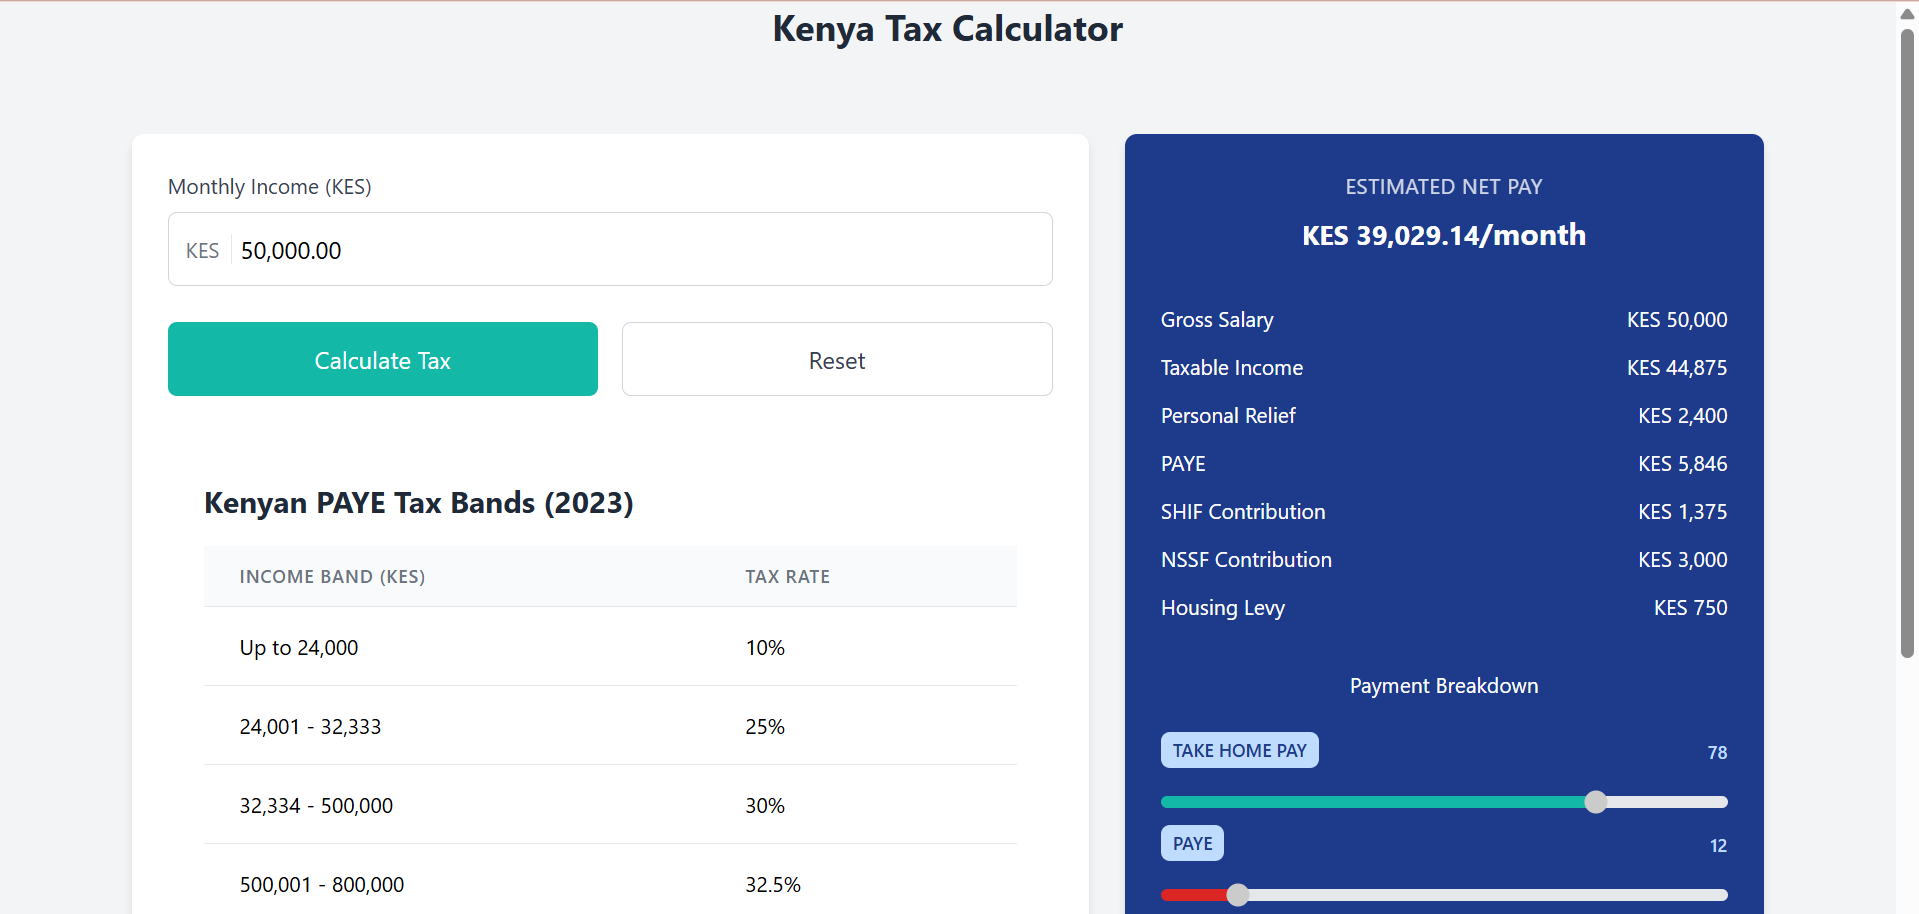 Kenya Tax Calculator
Monthly Income (KES)
KES 50,000.00
Calculate Tax
Reset
Kenyan PAYE Tax Bands (2023)
INCOME BAND (KES) TAX RATE
Up to 24,000 10%
24,001 - 32,333 25%
32,334 - 500,000 30%
500,001 - 800,000 32.5%
ESTIMATED NET PAY
KES 39,029.14/month
Gross Salary KES 50,000
Taxable Income KES 44,875
Personal Relief KES 2,400
PAYE KES 5,846
SHIF Contribution KES 1,375
NSSF Contribution KES 3,000
Housing Levy KES 750
Payment Breakdown
TAKE HOME PAY 78
PAYE 12